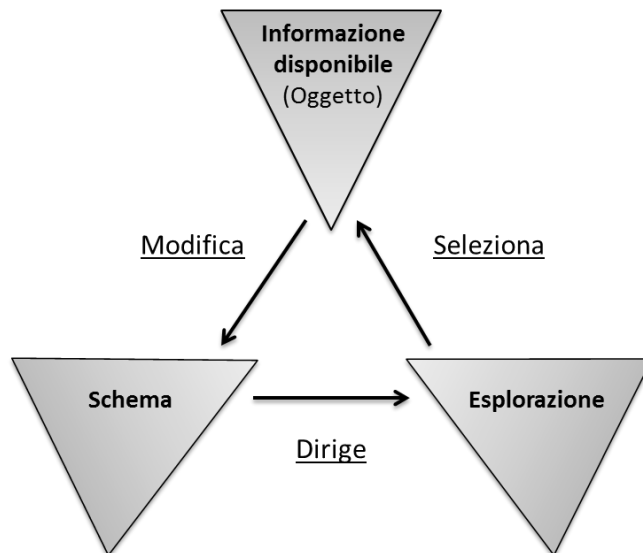 Informazione
disponibile
(Oggetto)
Modifica
Seleziona
Schema
Esplorazione
Dirige